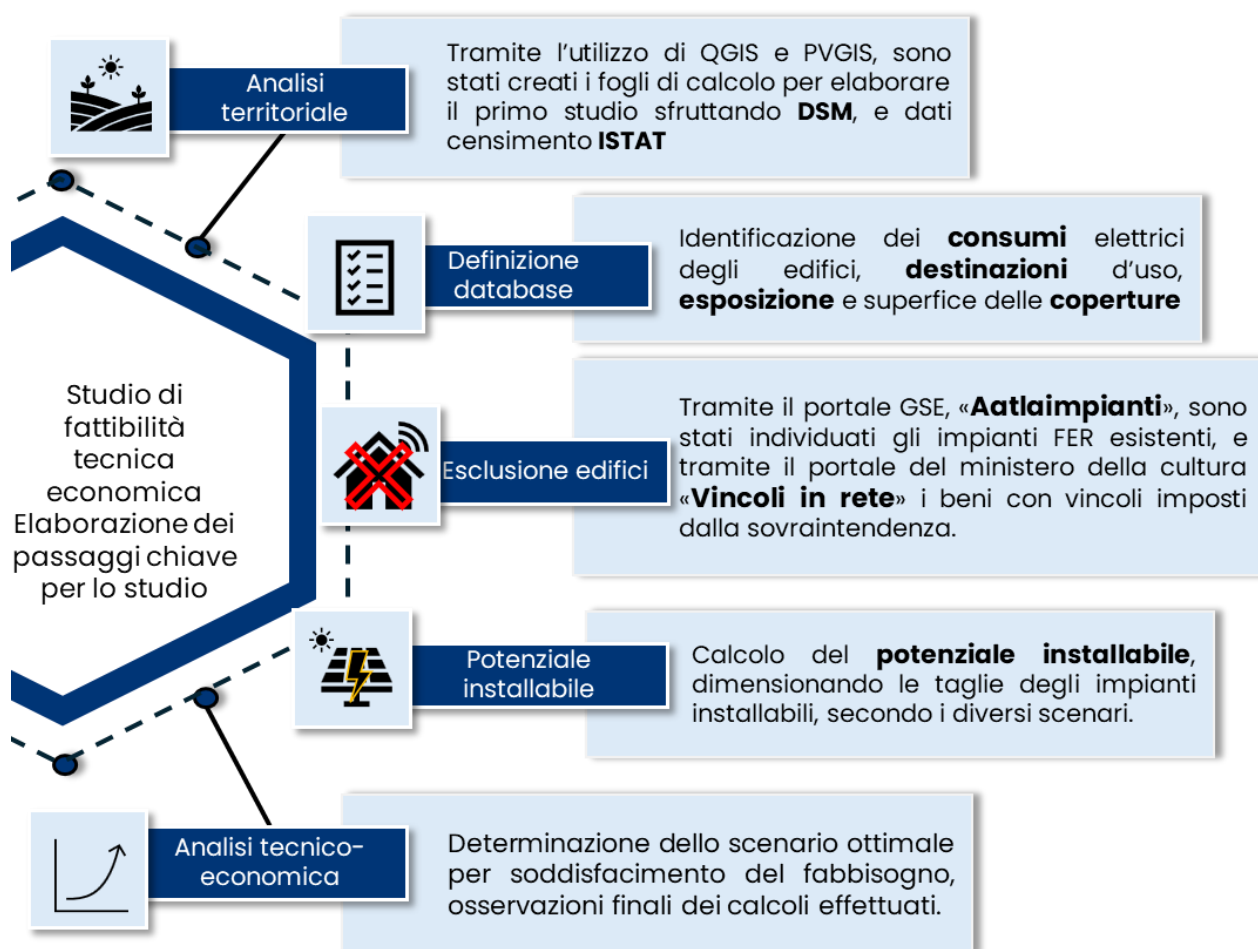 Analisi
territoriale
Tramite l'utilizzo di QGIS e PVGIS, sono
stati creati i fogli di calcolo per elaborare
il primo studio sfruttando DSM, e dati
censimento ISTAT
Definizione
database
Identificazione dei consumi elettrici
degli edifici, destinazioni d'uso,
esposizione e superfice delle coperture
Studio di
fattibilità
tecnica
economica
Elaborazione dei
passaggi chiave
per lo studio
Esclusione edifici
Tramite il portale GSE, «Aatlaimpianti», sono
stati individuati gli impianti FER esistenti, e
tramite il portale del ministero della cultura
«Vincoli in rete» i beni con vincoli imposti
dalla sovraintendenza.
Potenziale
installabile
Calcolo del potenziale installabile,
dimensionando le taglie degli impianti
installabili, secondo i diversi scenari.
Analisi tecnico-
economica
Determinazione dello scenario ottimale
per soddisfacimento del fabbisogno,
osservazioni finali dei calcoli effettuati.